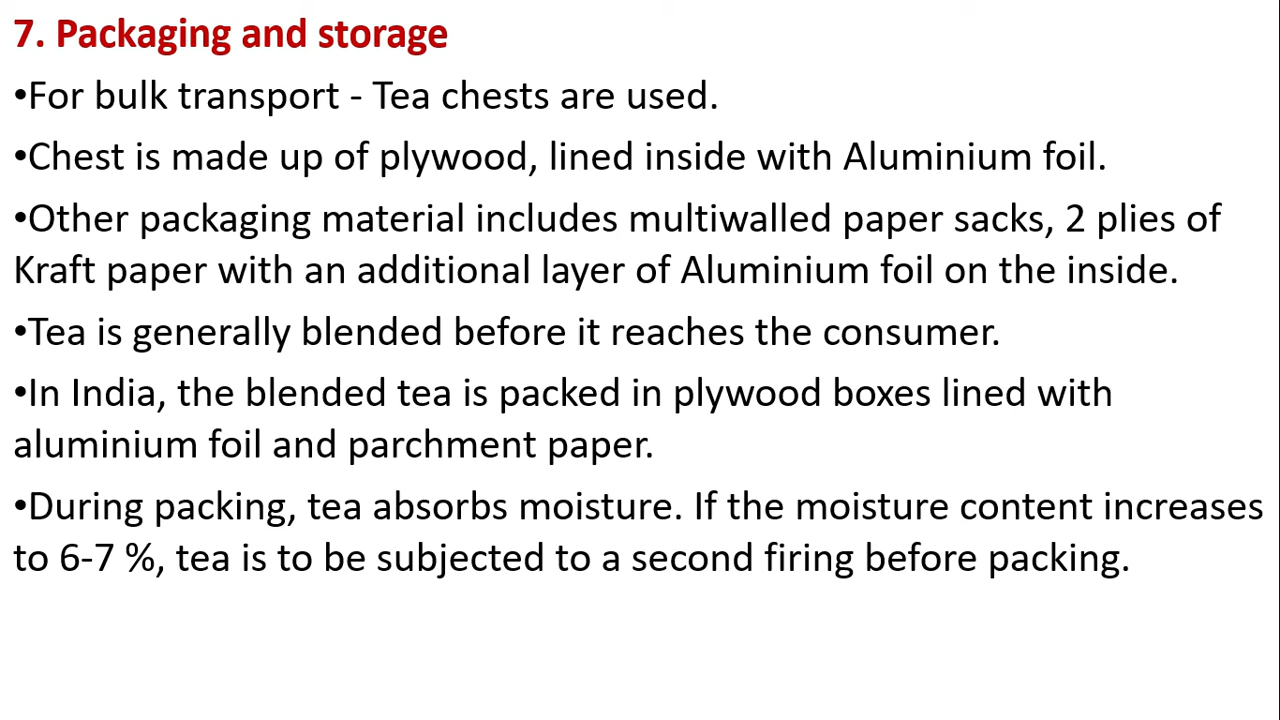 7. Packaging and storage
•For bulk transport - Tea chests are used.
•Chest is made up of plywood, lined inside with Aluminium foil.
•Other packaging material includes multiwalled paper sacks, 2 plies of
Kraft paper with an additional layer of Aluminium foil on the inside.
•Tea is generally blended before it reaches the consumer.
•In India, the blended tea is packed in plywood boxes lined with
aluminium foil and parchment paper.
•During packing, tea absorbs moisture. If the moisture content increases
to 6-7 %, tea is to be subjected to a second firing before packing.